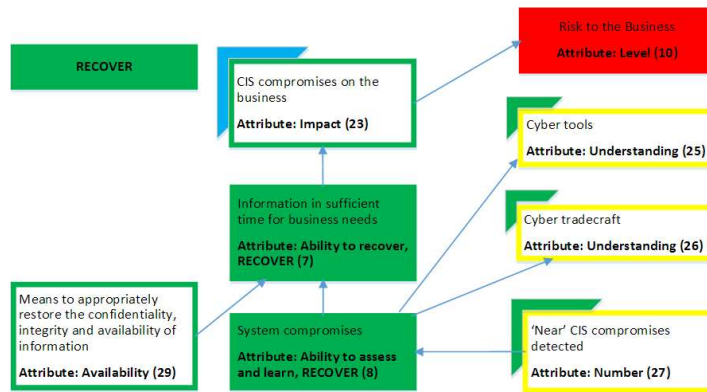 Risk to the Business
Attribute: Level (10)
RECOVER
CIS compromises on the
business
Attribute: Impact (23)
Cyber tools
Attribute: Understanding (25)
Information in sufficient
time for business needs
Attribute: Ability to recover,
RECOVER (7)
Cyber tradecraft
Attribute: Understanding (26)
Means to appropriately
restore the confidentiality,
integrity and availability of
information
Attribute: Availability (29)
System compromises
Attribute: Ability to assess
and learn, RECOVER (8)
‘Near’ CIS compromises
detected
Attribute: Number (27)